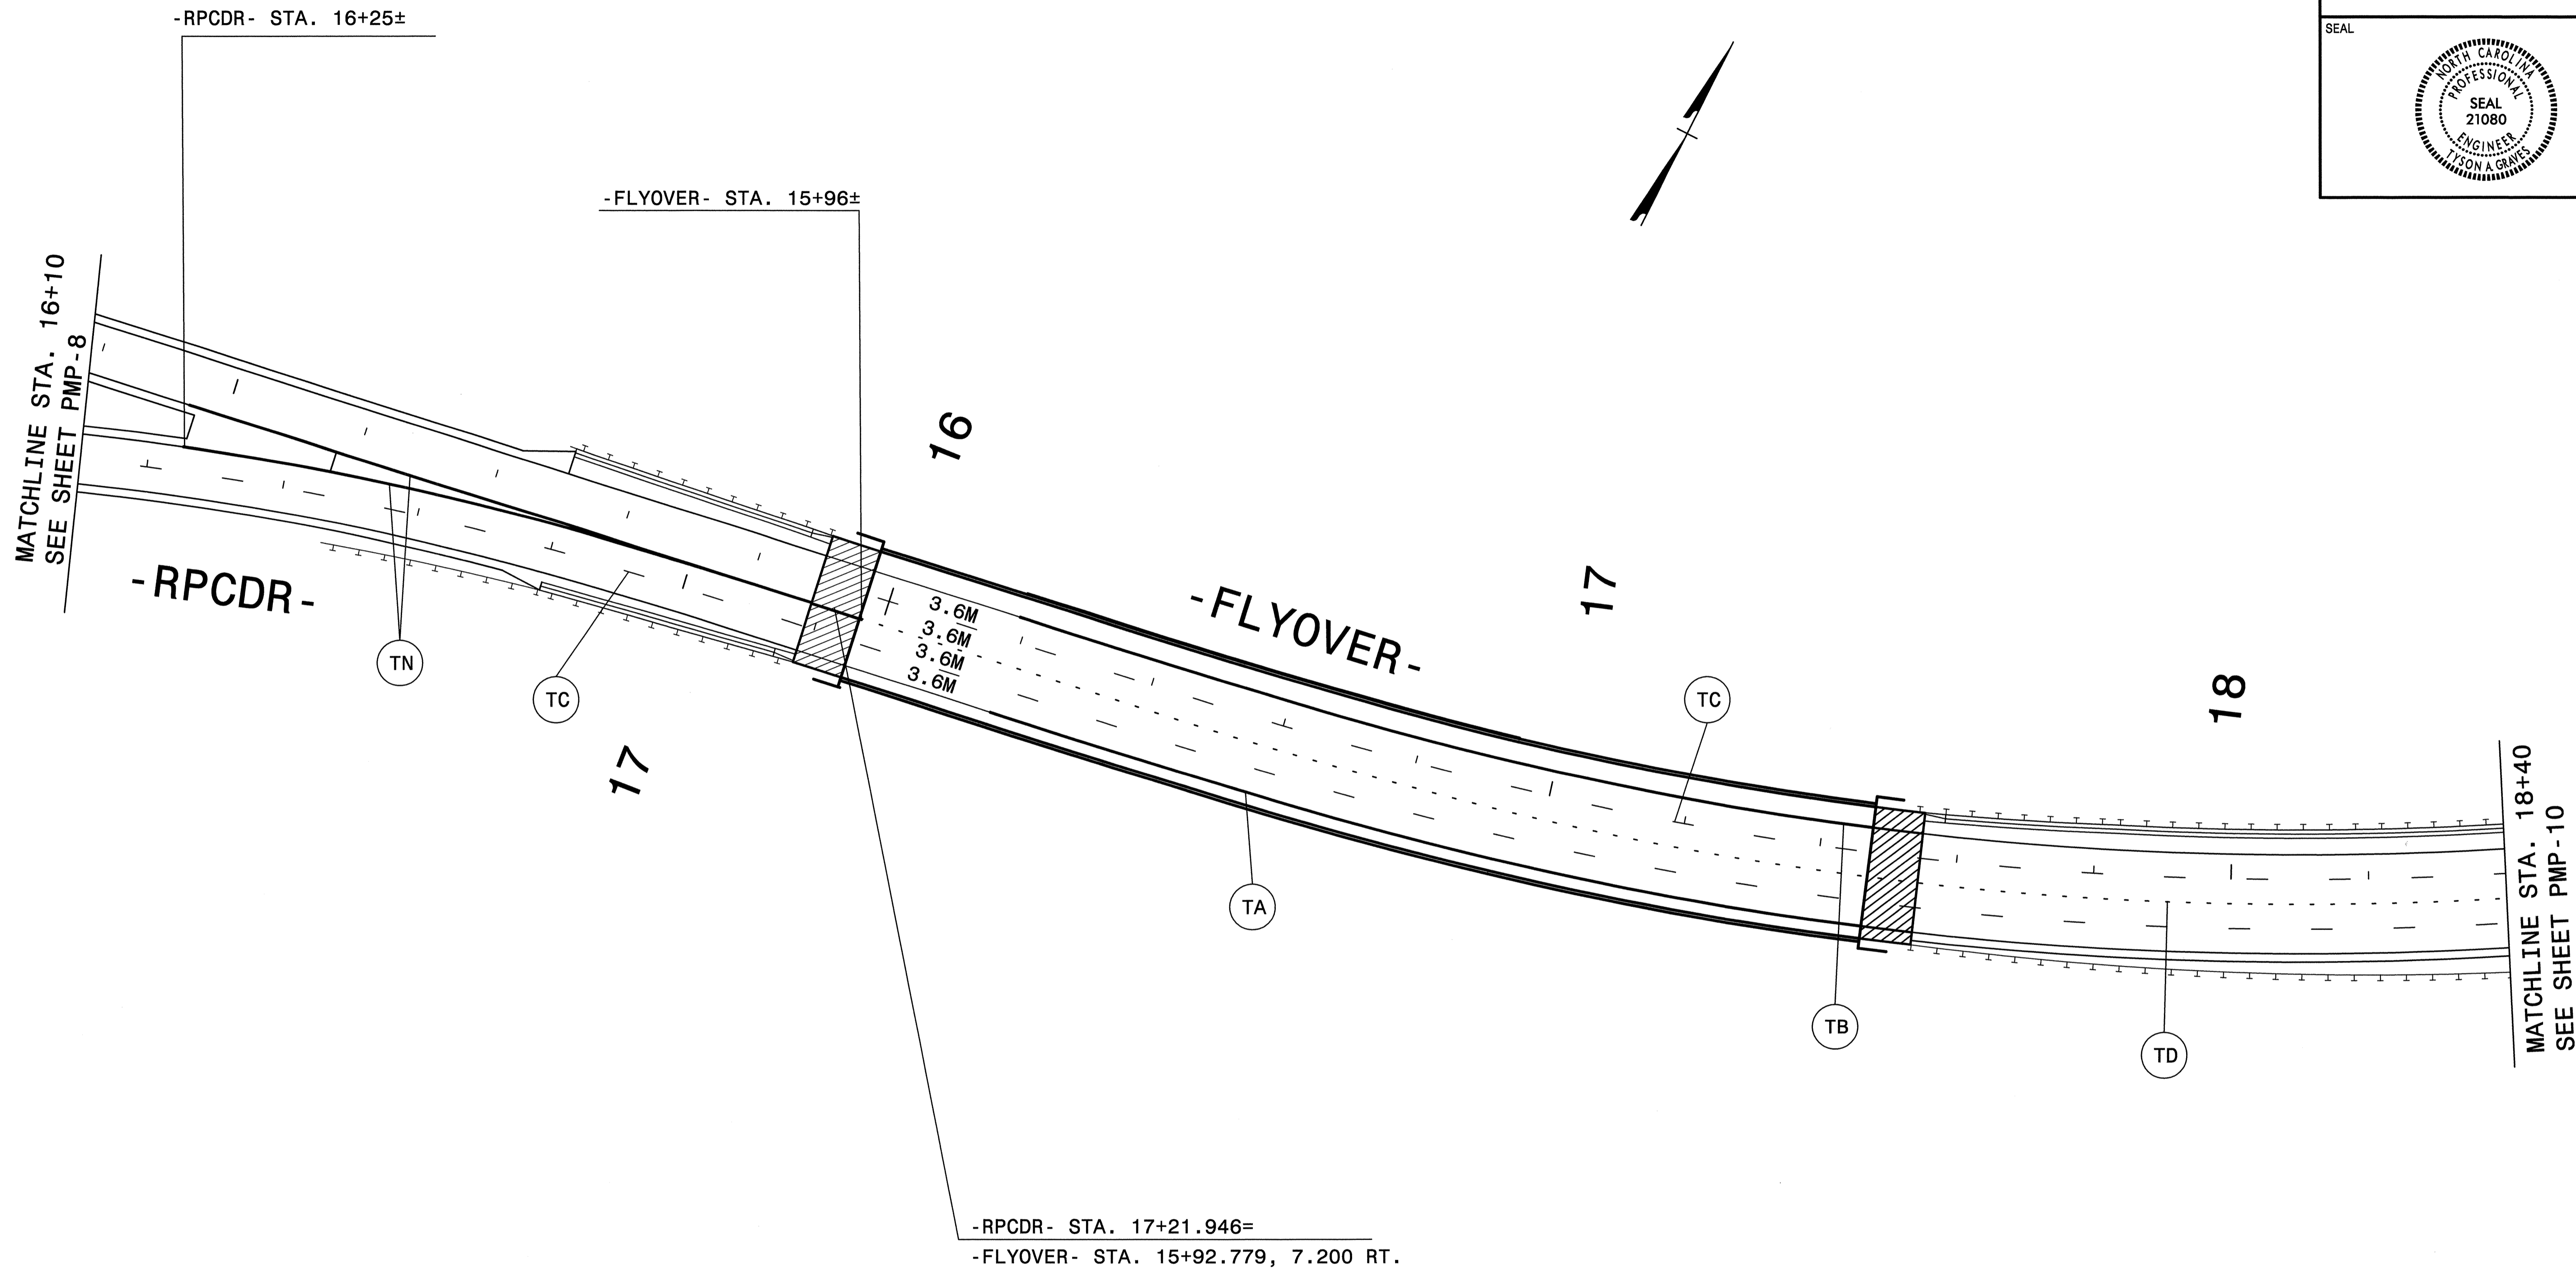 -RPCDR- STA. 16+25±
SEAL
NORTH CAROLINA
PROFESSIONAL
SEAL
21080
ENGINEER
TYSON A. GRAVES
-FLYOVER- STA. 15+96±
MATCHLINE STA. 16+10
SEE SHEET PMP-8
16
17
-FLYOVER-
-RPCDR-
3.6M
3.6M
3.6M
3.6M
TN
TC
TC
18
17
MATCHLINE STA. 18+40
SEE SHEET PMP-10
TA
TB
TD
-RPCDR- STA. 17+21.946=
-FLYOVER- STA. 15+92.779, 7.200 RT.